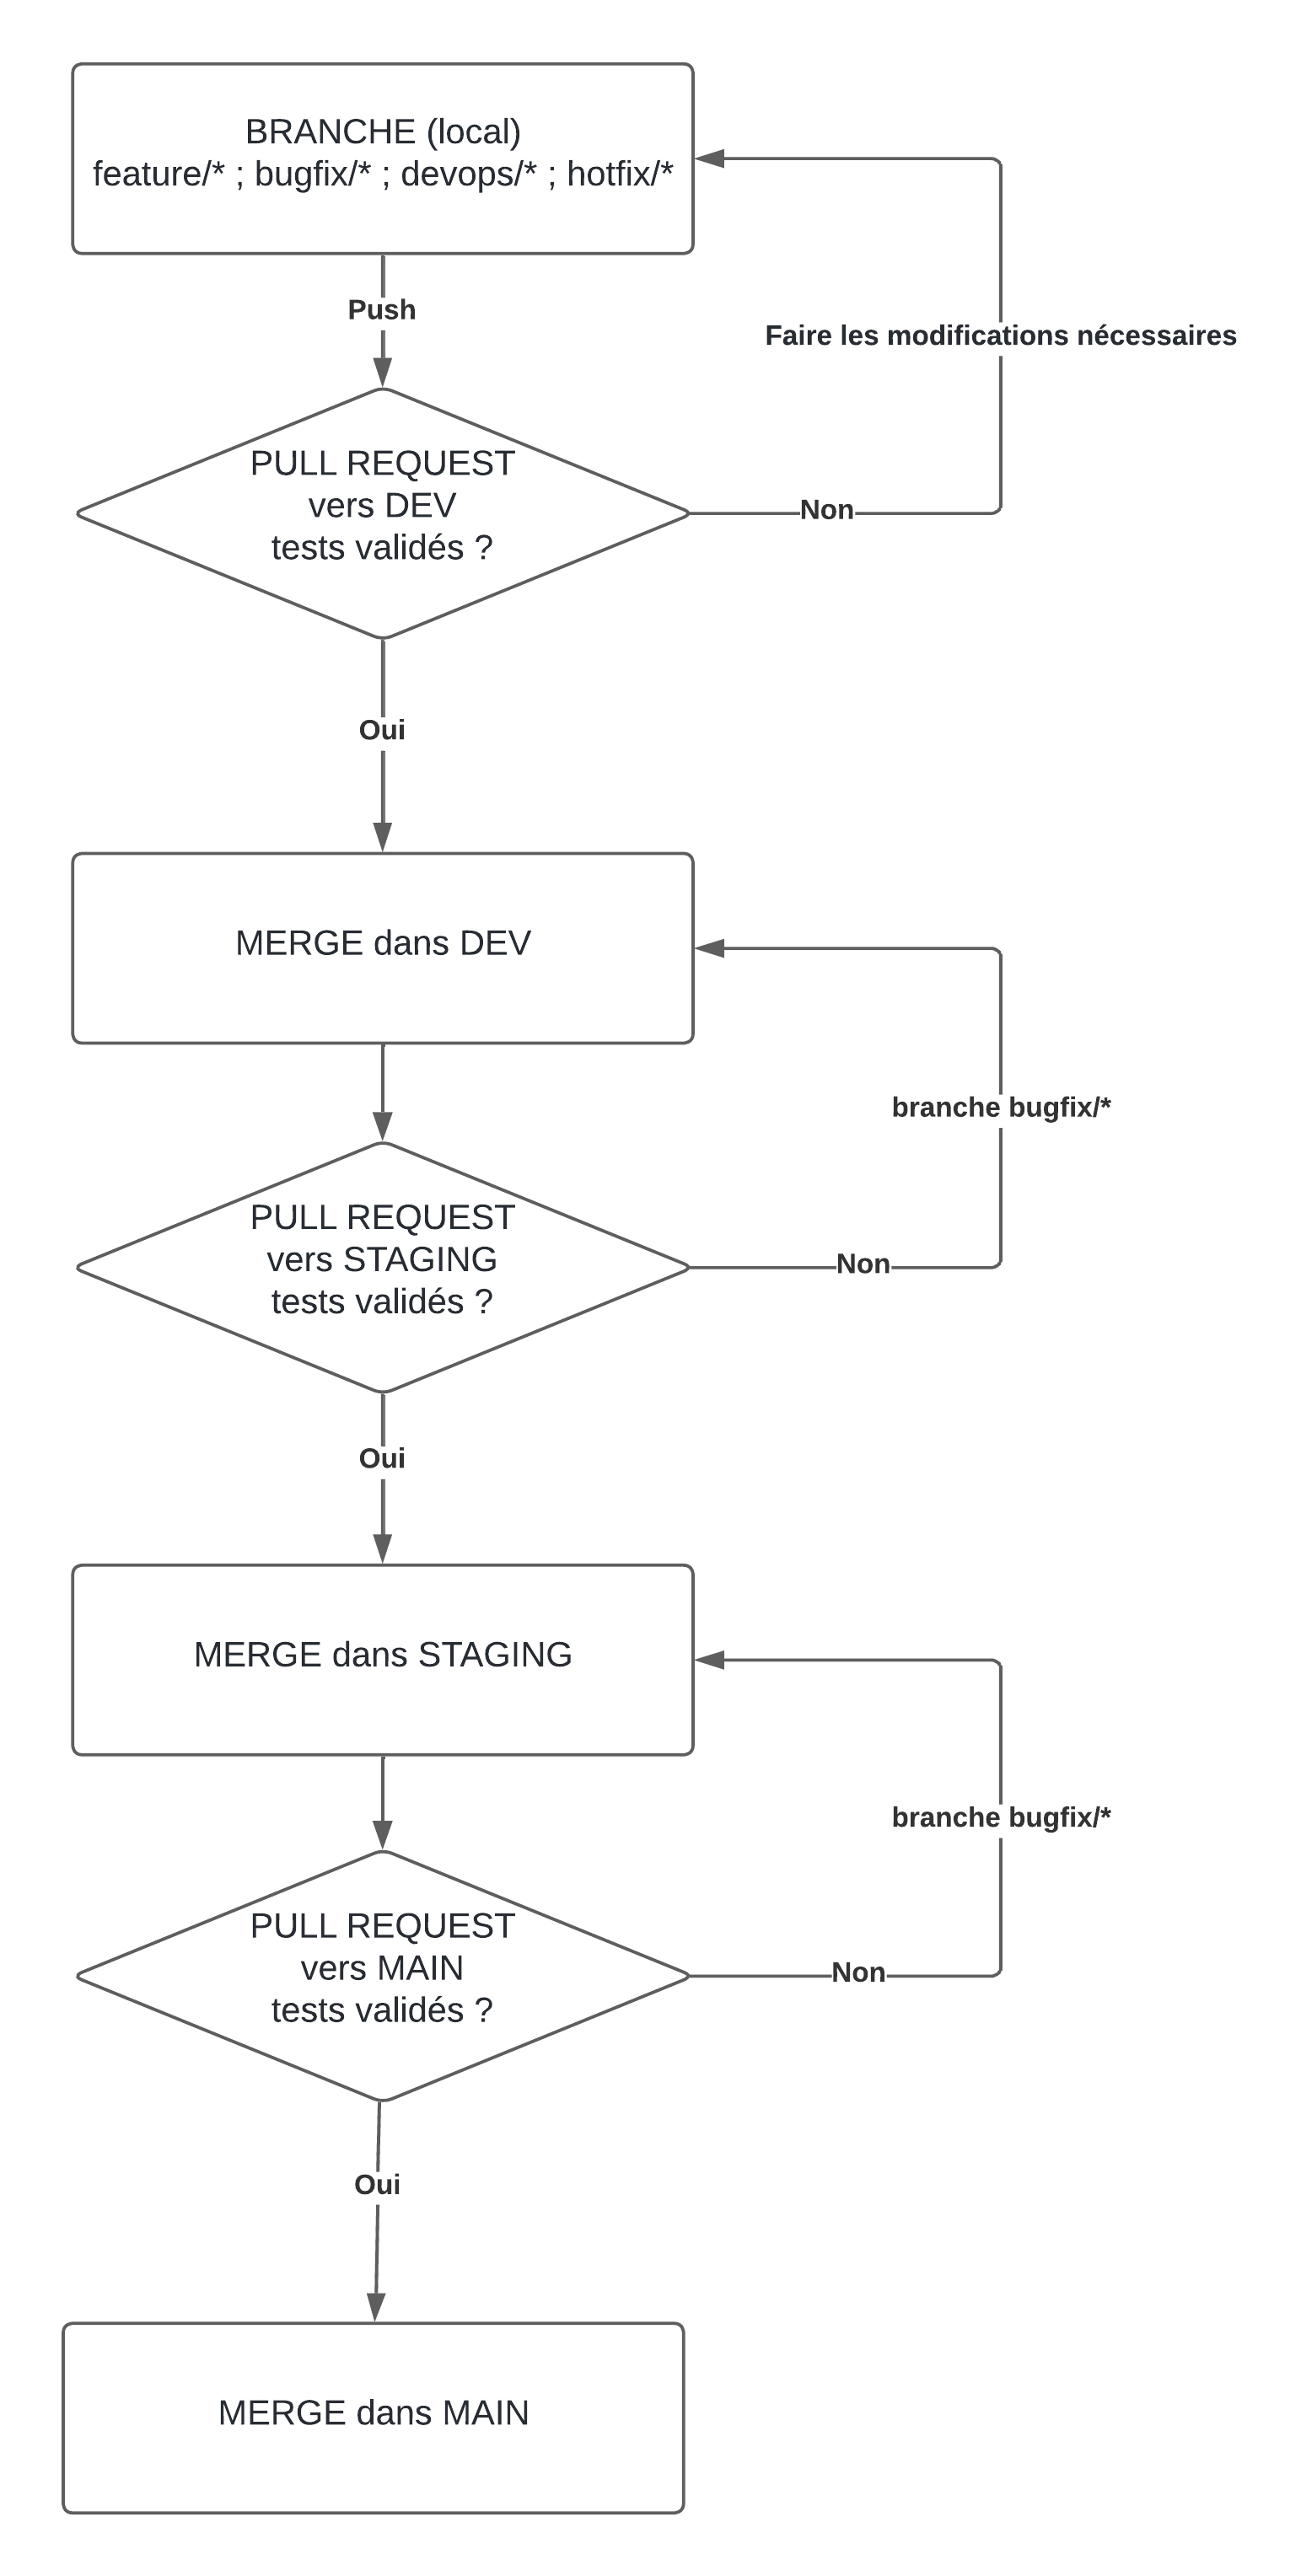 BRANCHE (local)
feature/* ; bugfix/* ; devops/* ; hotfix/*
Push
Faire les modifications nécessaires
PULL REQUEST
vers DEV
tests validés ?
Non
Oui
MERGE dans DEV
branche bugfix/*
PULL REQUEST
vers STAGING
tests validés ?
Non
Oui
MERGE dans STAGING
branche bugfix/*
PULL REQUEST
vers MAIN
tests validés ?
Non
Oui
MERGE dans MAIN